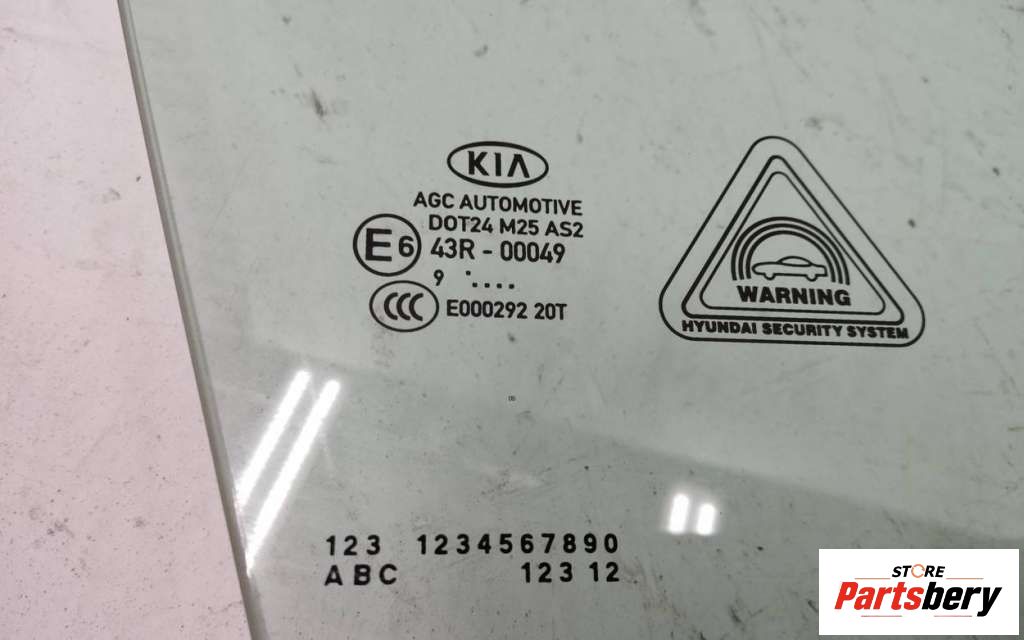 KIA
AGC AUTOMOTIVE
DOT24 M25 AS2
E6 43R - 00049
9 ▪....
CCC E000292 20T
WARNING
HYUNDAI SECURITY SYSTEM
123 1234567890
ABC 123 12
STORE
Partsbery